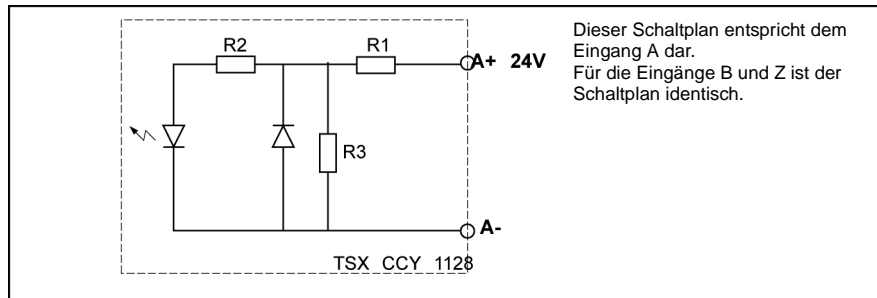 R2
R1
A+ 24V
R3
A-
TSX CCY 1128
Dieser Schaltplan entspricht dem
Eingang A dar.
Für die Eingänge B und Z ist der
Schaltplan identisch.